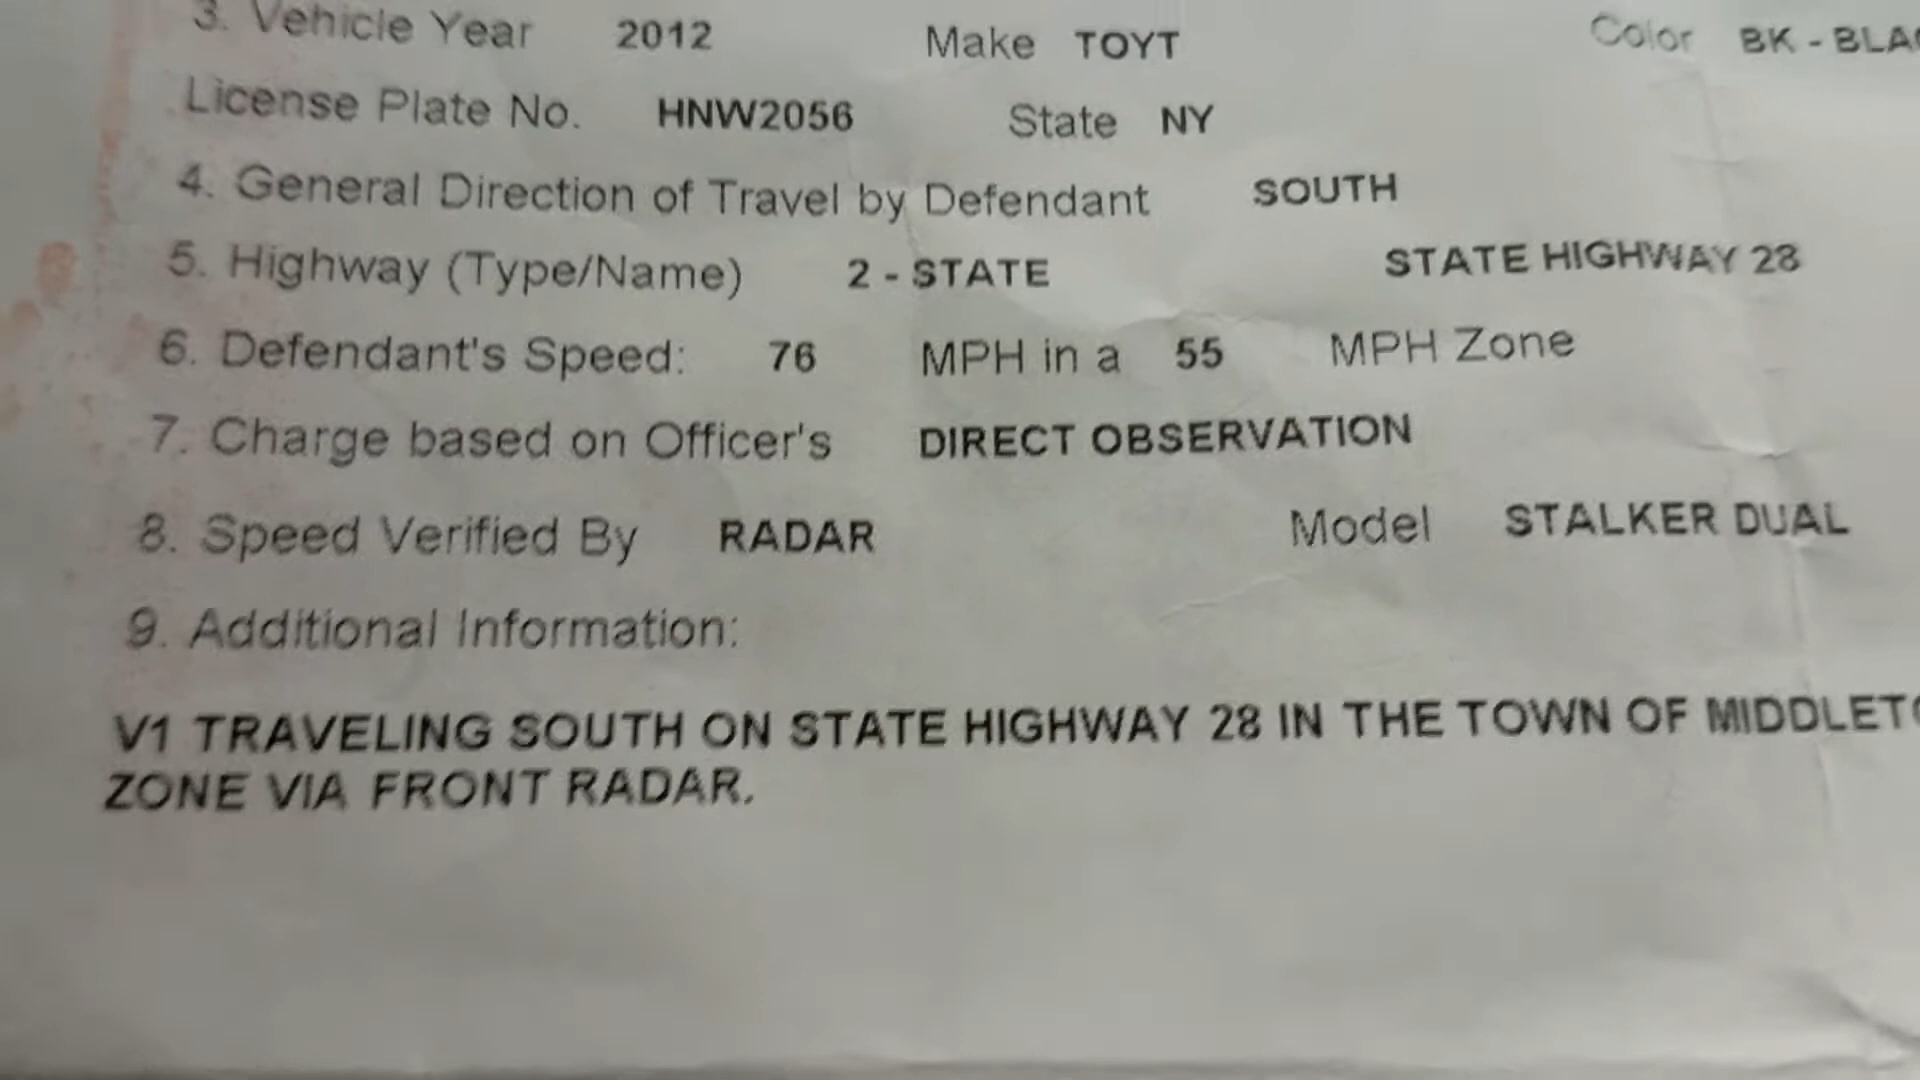 3. Vehicle Year 2012 Make TOYT Color BK - BLA
License Plate No. HNW2056 State NY
4. General Direction of Travel by Defendant SOUTH
5. Highway (Type/Name) 2 - STATE STATE HIGHWAY 28
6. Defendant's Speed: 76 MPH in a 55 MPH Zone
7. Charge based on Officer's DIRECT OBSERVATION
8. Speed Verified By RADAR Model STALKER DUAL
9. Additional Information:
V1 TRAVELING SOUTH ON STATE HIGHWAY 28 IN THE TOWN OF MIDDLET
ZONE VIA FRONT RADAR.